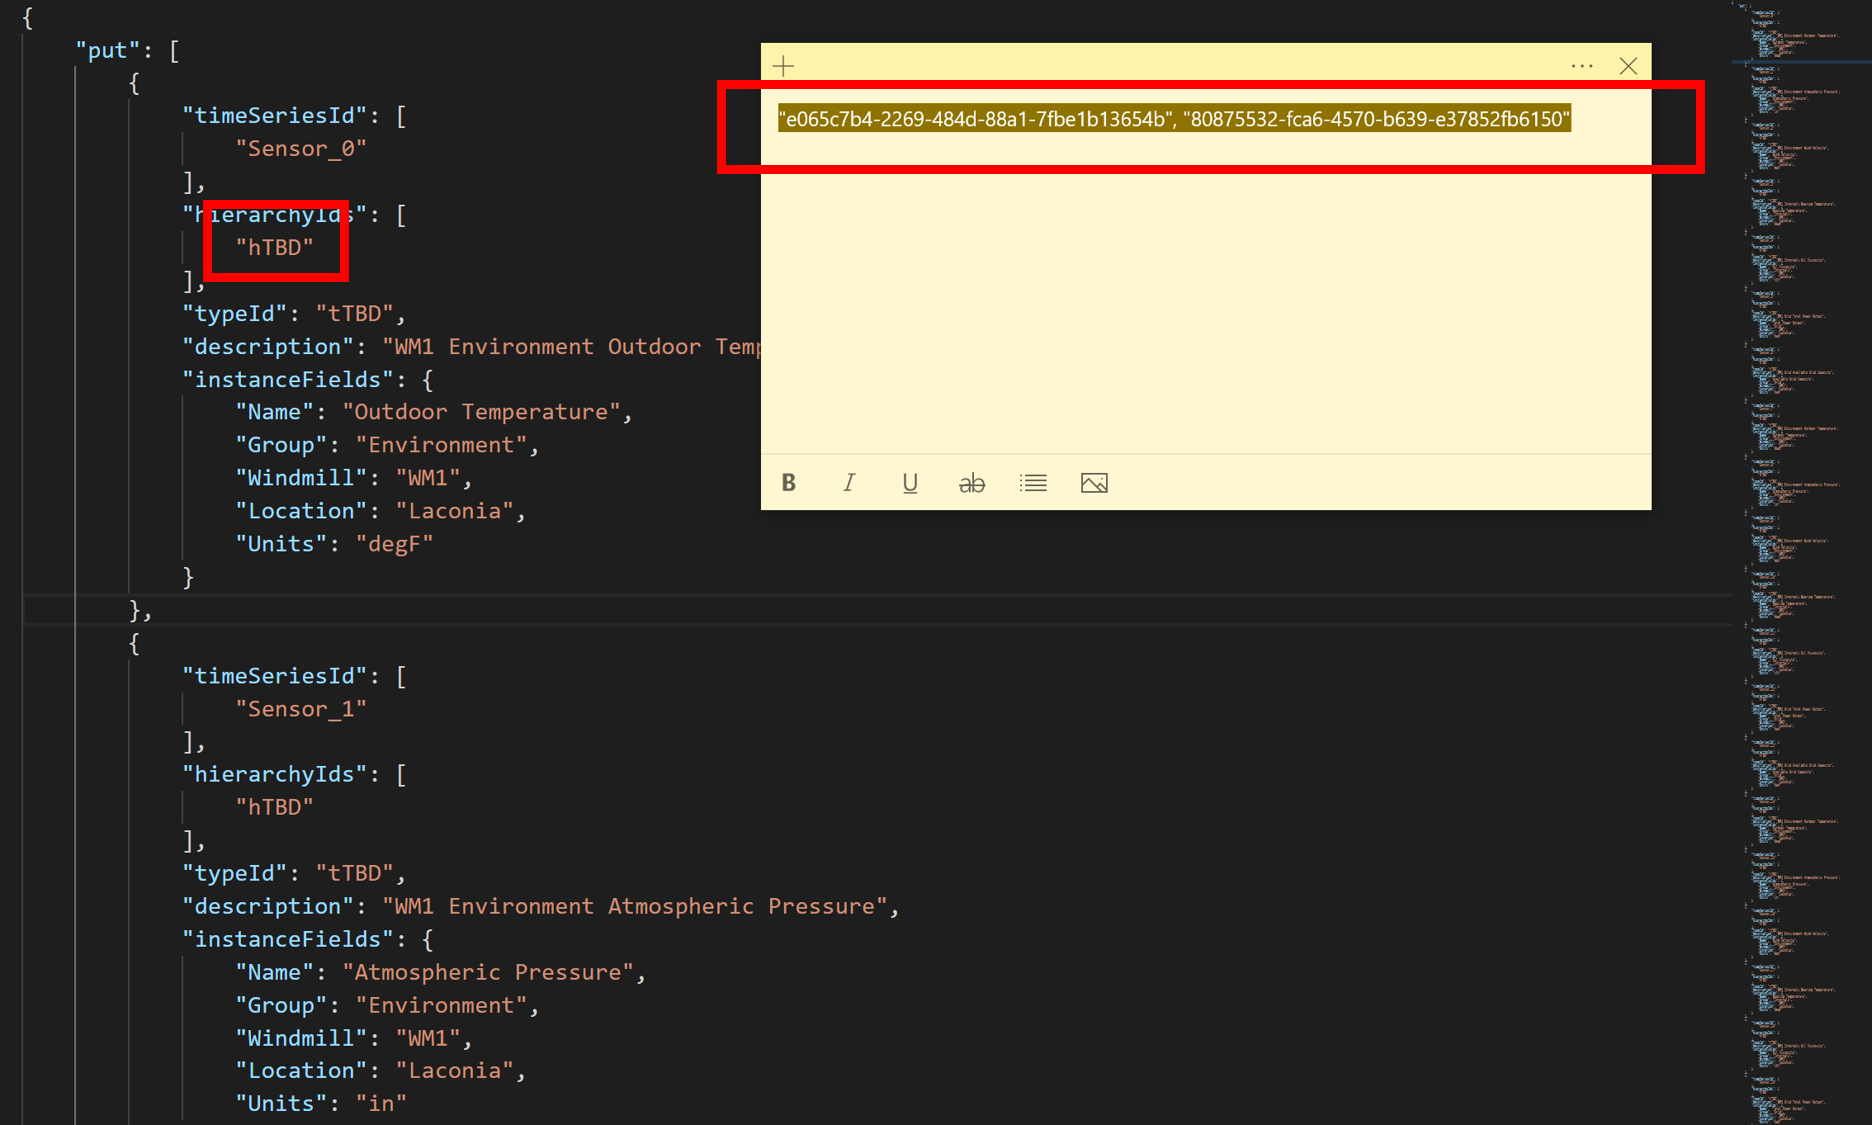 {
"put": [
{
"timeSeriesId": [
"Sensor_0"
],
"hierarchyIds": [
"hTBD"
],
"typeId": "tTBD",
"description": "WM1 Environment Outdoor Temp
"instanceFields": {
"Name": "Outdoor Temperature",
"Group": "Environment",
"Windmill": "WM1",
"Location": "Laconia",
"Units": "degF"
}
},
{
"timeSeriesId": [
"Sensor_1"
],
"hierarchyIds": [
"hTBD"
],
"typeId": "tTBD",
"description": "WM1 Environment Atmospheric Pressure",
"instanceFields": {
"Name": "Atmospheric Pressure",
"Group": "Environment",
"Windmill": "WM1",
"Location": "Laconia",
"Units": "in"
"e065c7b4-2269-484d-88a1-7fbe1b13654b", "80875532-fca6-4570-b639-e37852fb6150"
B I U ab